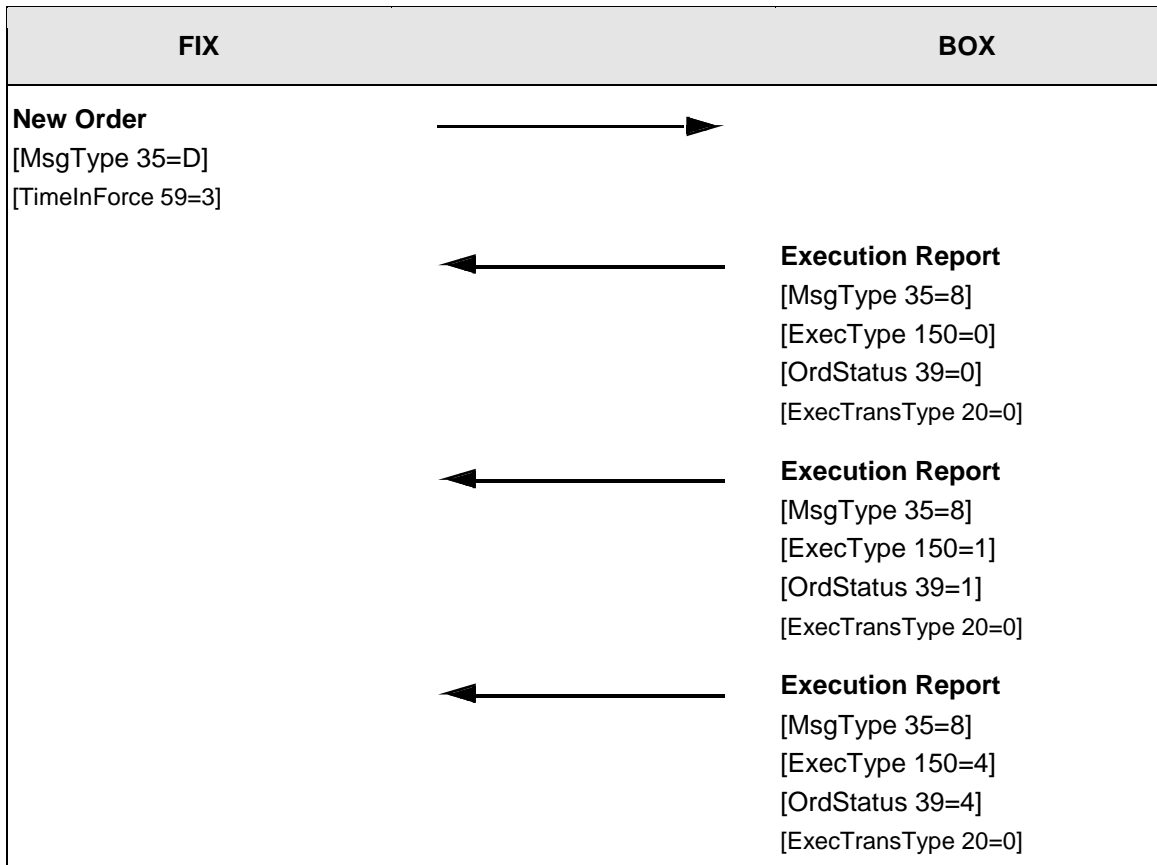 FIX
BOX
New Order
[MsgType 35=D]
[TimeInForce 59=3]
Execution Report
[MsgType 35=8]
[ExecType 150=0]
[OrdStatus 39=0]
[ExecTransType 20=0]
Execution Report
[MsgType 35=8]
[ExecType 150=1]
[OrdStatus 39=1]
[ExecTransType 20=0]
Execution Report
[MsgType 35=8]
[ExecType 150=4]
[OrdStatus 39=4]
[ExecTransType 20=0]